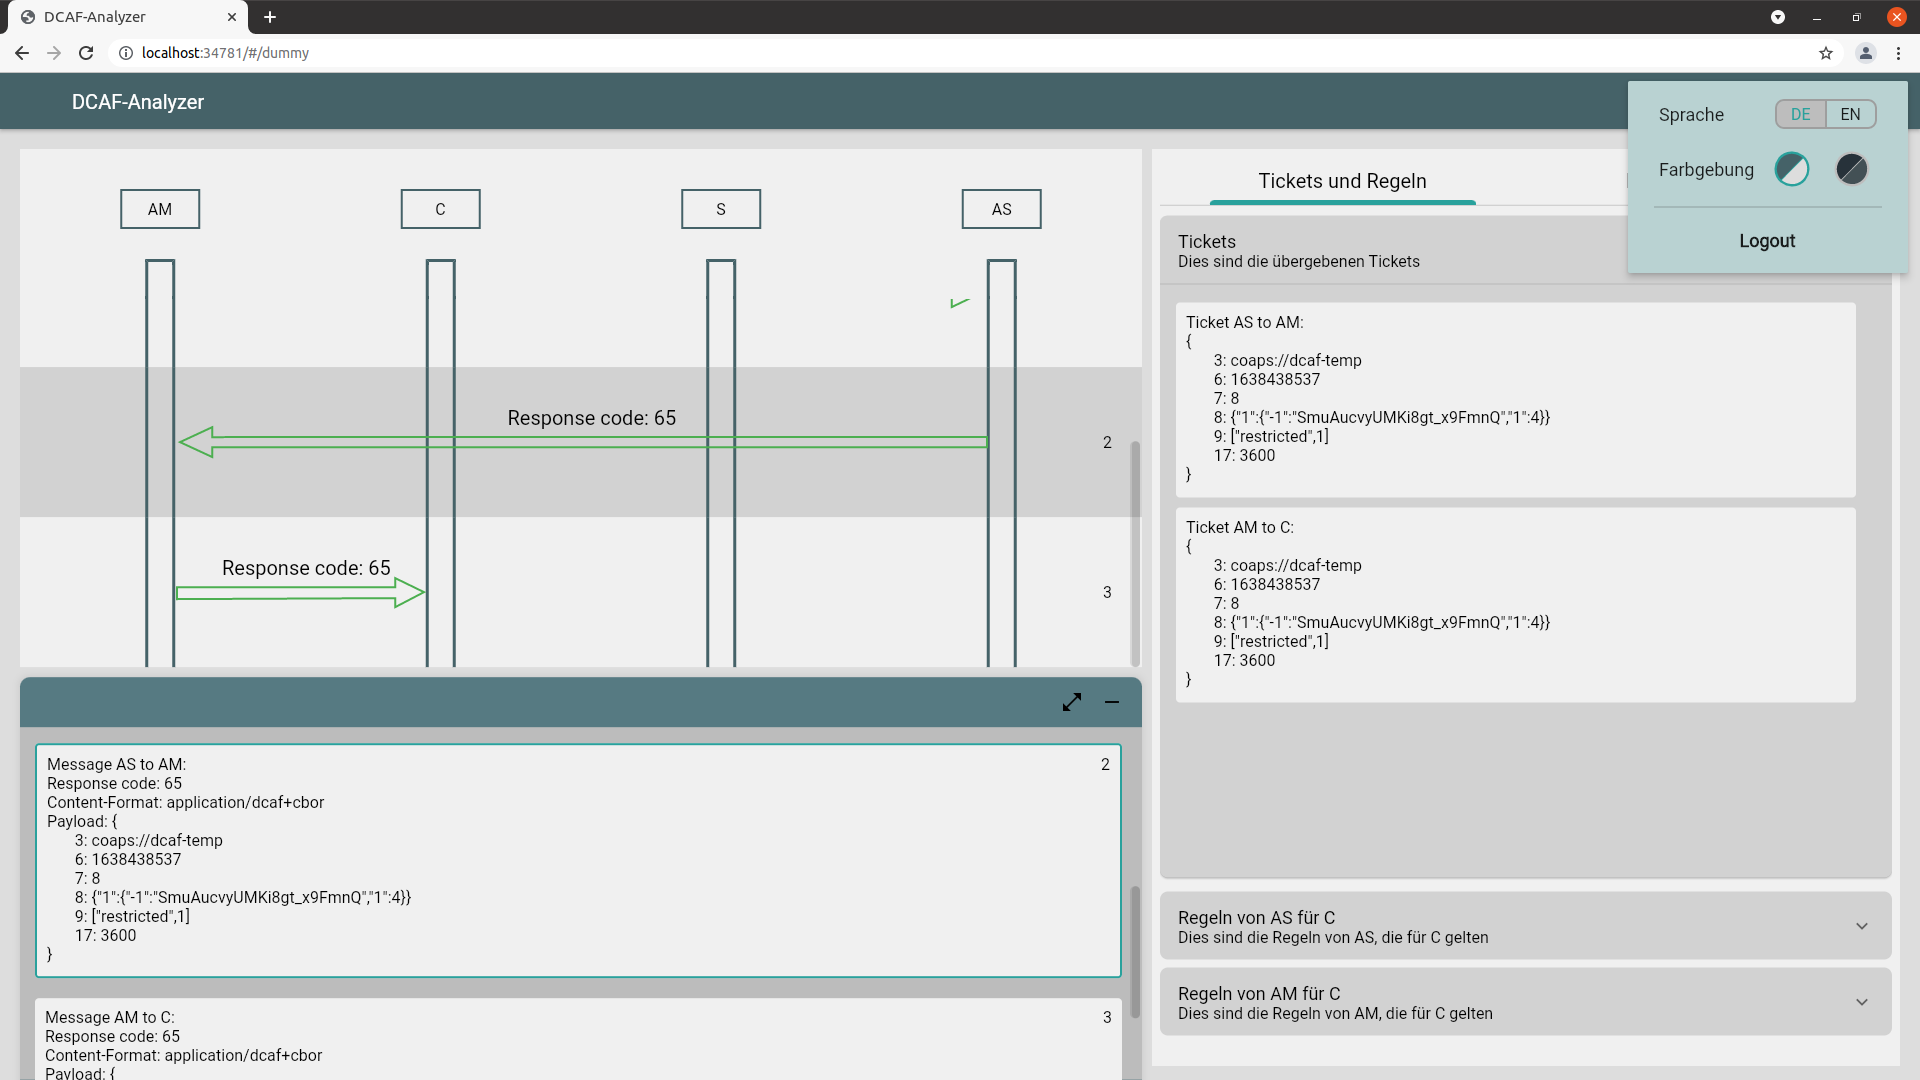 DCAF-Analyzer
localhost:34781/#/dummy
DCAF-Analyzer
Sprache DE EN
Farbgebung
Logout
AM C S AS
Response code: 65
2
Response code: 65
3
Message AS to AM: 2
Response code: 65
Content-Format: application/dcaf+cbor
Payload: {
3: coaps://dcaf-temp
6: 1638438537
7: 8
8: {"1":{"-1":"SmuAucvyUMKi8gt_x9FmnQ","1":4}}
9: ["restricted",1]
17: 3600
}
Message AM to C: 3
Response code: 65
Content-Format: application/dcaf+cbor
Payload: {
Tickets und Regeln
Tickets
Dies sind die übergebenen Tickets
Ticket AS to AM:
{
3: coaps://dcaf-temp
6: 1638438537
7: 8
8: {"1":{"-1":"SmuAucvyUMKi8gt_x9FmnQ","1":4}}
9: ["restricted",1]
17: 3600
}
Ticket AM to C:
{
3: coaps://dcaf-temp
6: 1638438537
7: 8
8: {"1":{"-1":"SmuAucvyUMKi8gt_x9FmnQ","1":4}}
9: ["restricted",1]
17: 3600
}
Regeln von AS für C
Dies sind die Regeln von AS, die für C gelten
Regeln von AM für C
Dies sind die Regeln von AM, die für C gelten